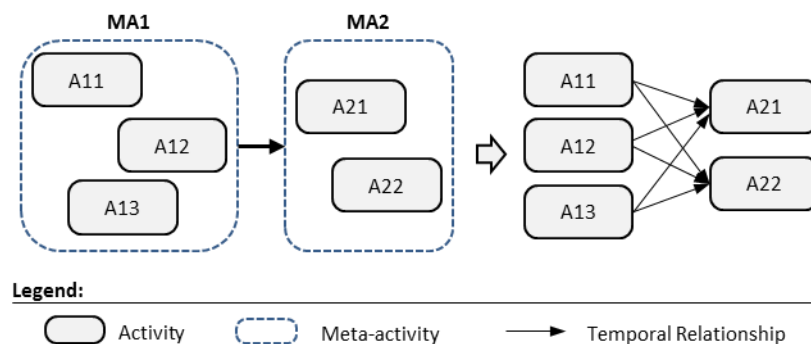 MA1 MA2
A11 A21 A12 A13 A22
A11 A12 A13 A21 A22
Legend:
Activity Meta-activity Temporal Relationship